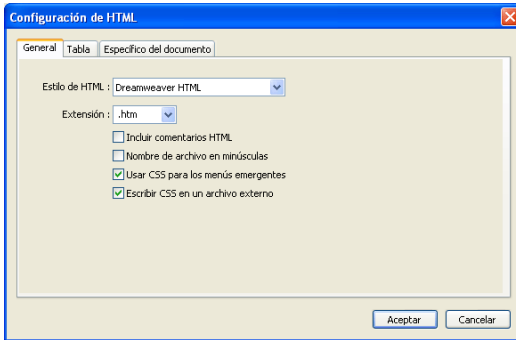 Configuración de HTML
General Tabla Específico del documento
Estilo de HTML : Dreamweaver HTML
Extensión : .htm
Incluir comentarios HTML
Nombre de archivo en minúsculas
Usar CSS para los menús emergentes
Escribir CSS en un archivo externo
Aceptar Cancelar